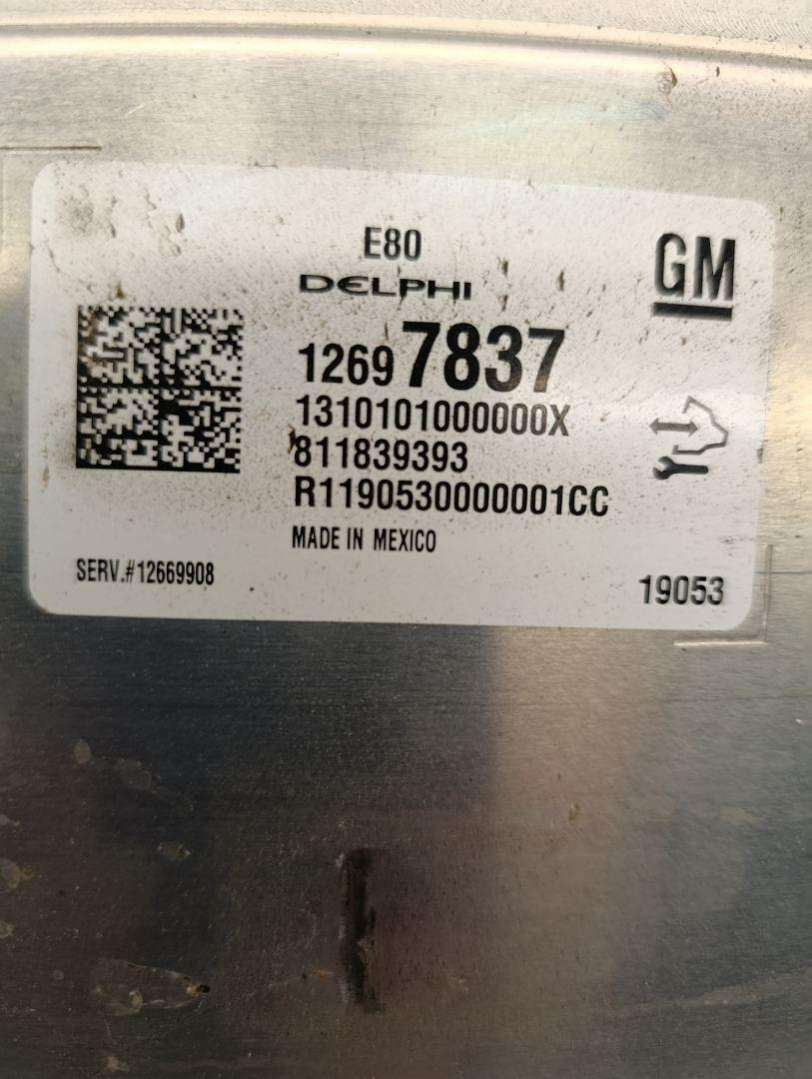 E80
GM
DELPHI
12697837
1310101000000X
811839393
R1190530000001CC
MADE IN MEXICO
SERV.#12669908
19053